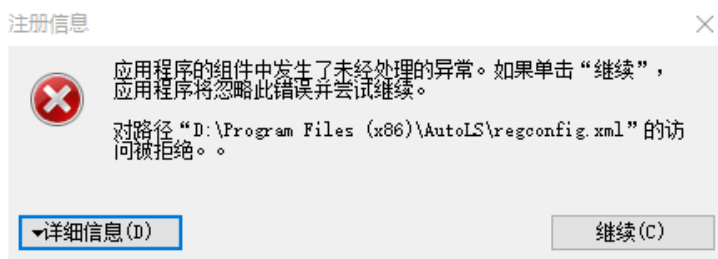 注册信息
应用程序的组件中发生了未经处理的异常。如果单击“继续”，
应用程序将忽略此错误并尝试继续。
对路径“D:\Program Files (x86)\AutoLS\regconfig.xml”的访
问被拒绝。。
详细信息(D)
继续(C)